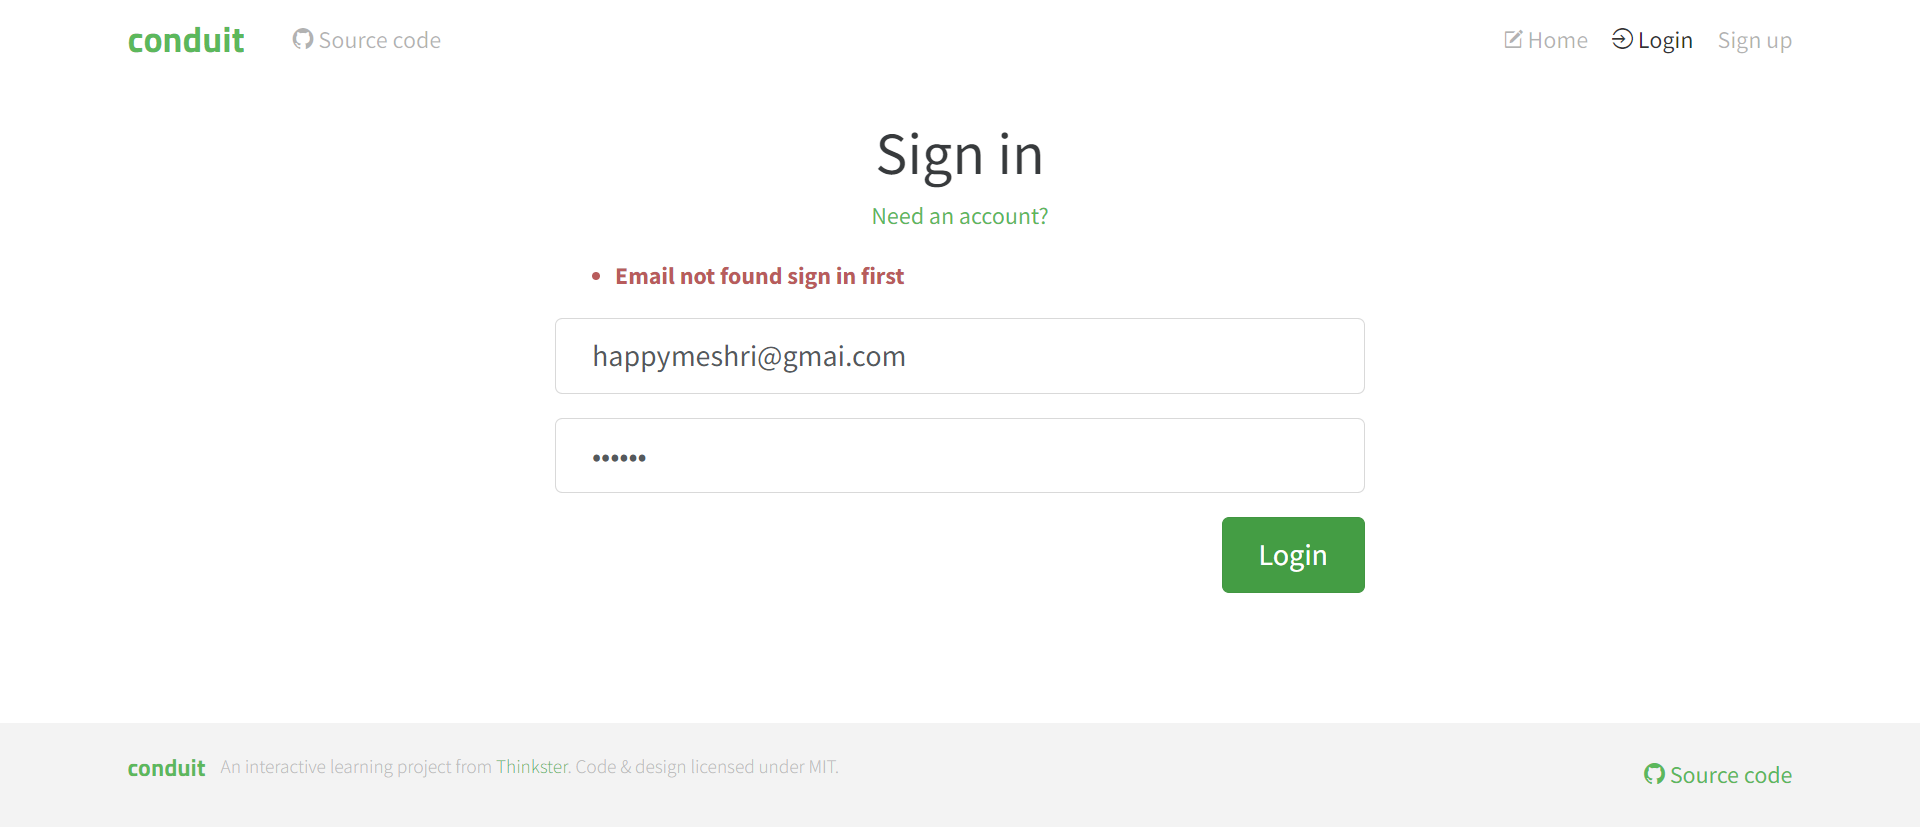 conduit Source code Home Login Sign up
Sign in
Need an account?
Email not found sign in first
happymeshri@gmai.com
••••••
Login
conduit An interactive learning project from Thinkster. Code & design licensed under MIT.
Source code